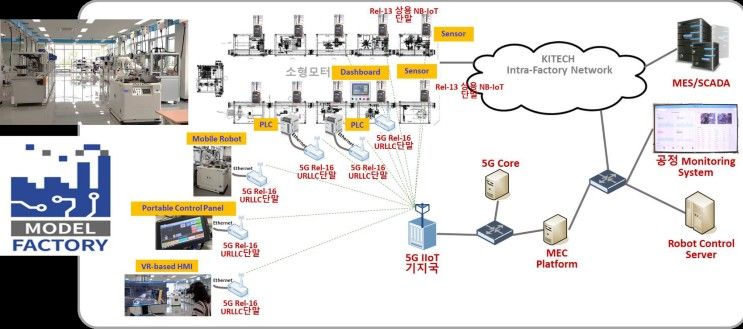 Rel-13 상용 NB-IoT
단말
Sensor
소형모터
Dashboard
Sensor
Rel-13 상용 NB-IoT
단말
KITECH
Intra-Factory Network
MES/SCADA
PLC
PLC
5G Rel-16
URLLC단말
5G Rel-16
URLLC단말
5G Rel-16
URLLC단말
Mobile Robot
Ethernet
5G Rel-16
URLLC단말
Portable Control Panel
Ethernet
5G Rel-16
URLLC단말
VR-based HMI
Ethernet
5G Rel-16
URLLC단말
MODEL
FACTORY
5G IIoT
기지국
5G Core
MEC
Platform
공정 Monitoring
System
Robot Control
Server